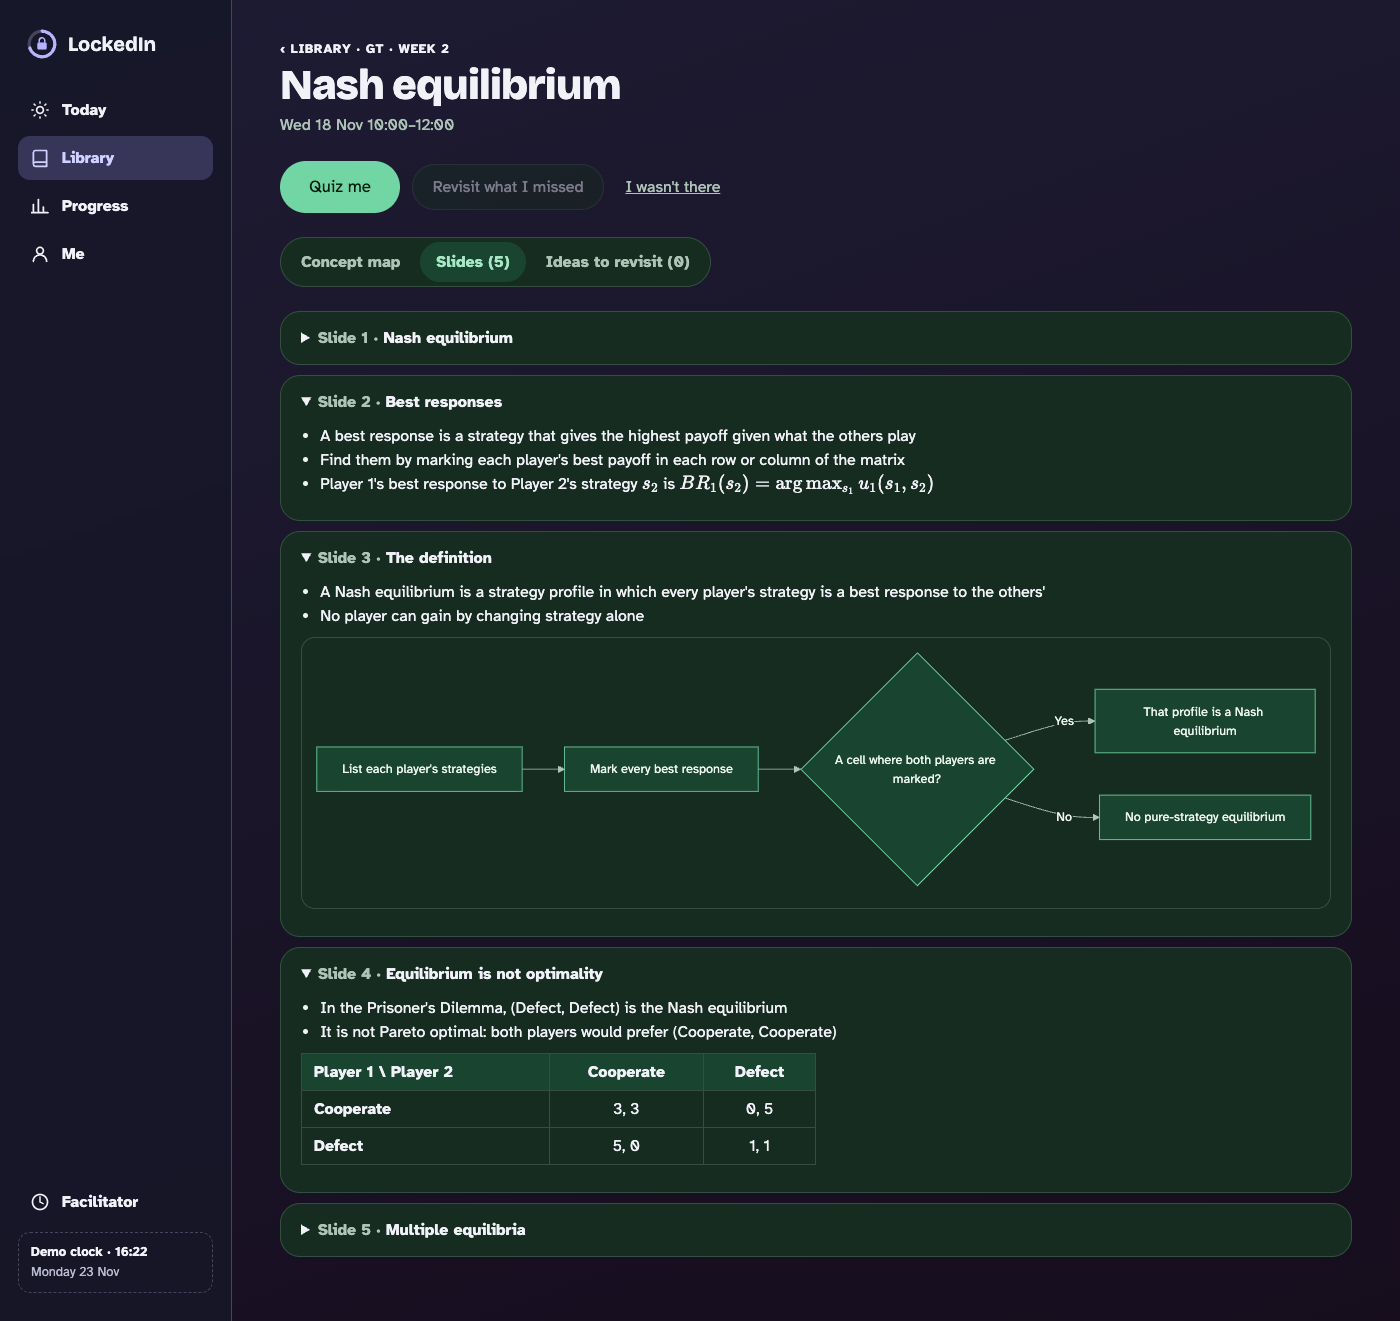 LockedIn
Today
Library
Progress
Me
Facilitator
Demo clock · 16:22
Monday 23 Nov
‹ LIBRARY · GT · WEEK 2
Nash equilibrium
Wed 18 Nov 10:00–12:00
Quiz me
Revisit what I missed
I wasn't there
Concept map
Slides (5)
Ideas to revisit (0)
Slide 1 · Nash equilibrium
Slide 2 · Best responses
• A best response is a strategy that gives the highest payoff given what the others play
• Find them by marking each player's best payoff in each row or column of the matrix
• Player 1's best response to Player 2's strategy s₂ is BR₁(s₂) = arg max_{s₁} u₁(s₁, s₂)
Slide 3 · The definition
• A Nash equilibrium is a strategy profile in which every player's strategy is a best response to the others'
• No player can gain by changing strategy alone
List each player's strategies
Mark every best response
A cell where both players are
marked?
Yes
That profile is a Nash
equilibrium
No
No pure-strategy equilibrium
Slide 4 · Equilibrium is not optimality
• In the Prisoner's Dilemma, (Defect, Defect) is the Nash equilibrium
• It is not Pareto optimal: both players would prefer (Cooperate, Cooperate)
Player 1 \ Player 2 Cooperate Defect
Cooperate 3, 3 0, 5
Defect 5, 0 1, 1
Slide 5 · Multiple equilibria